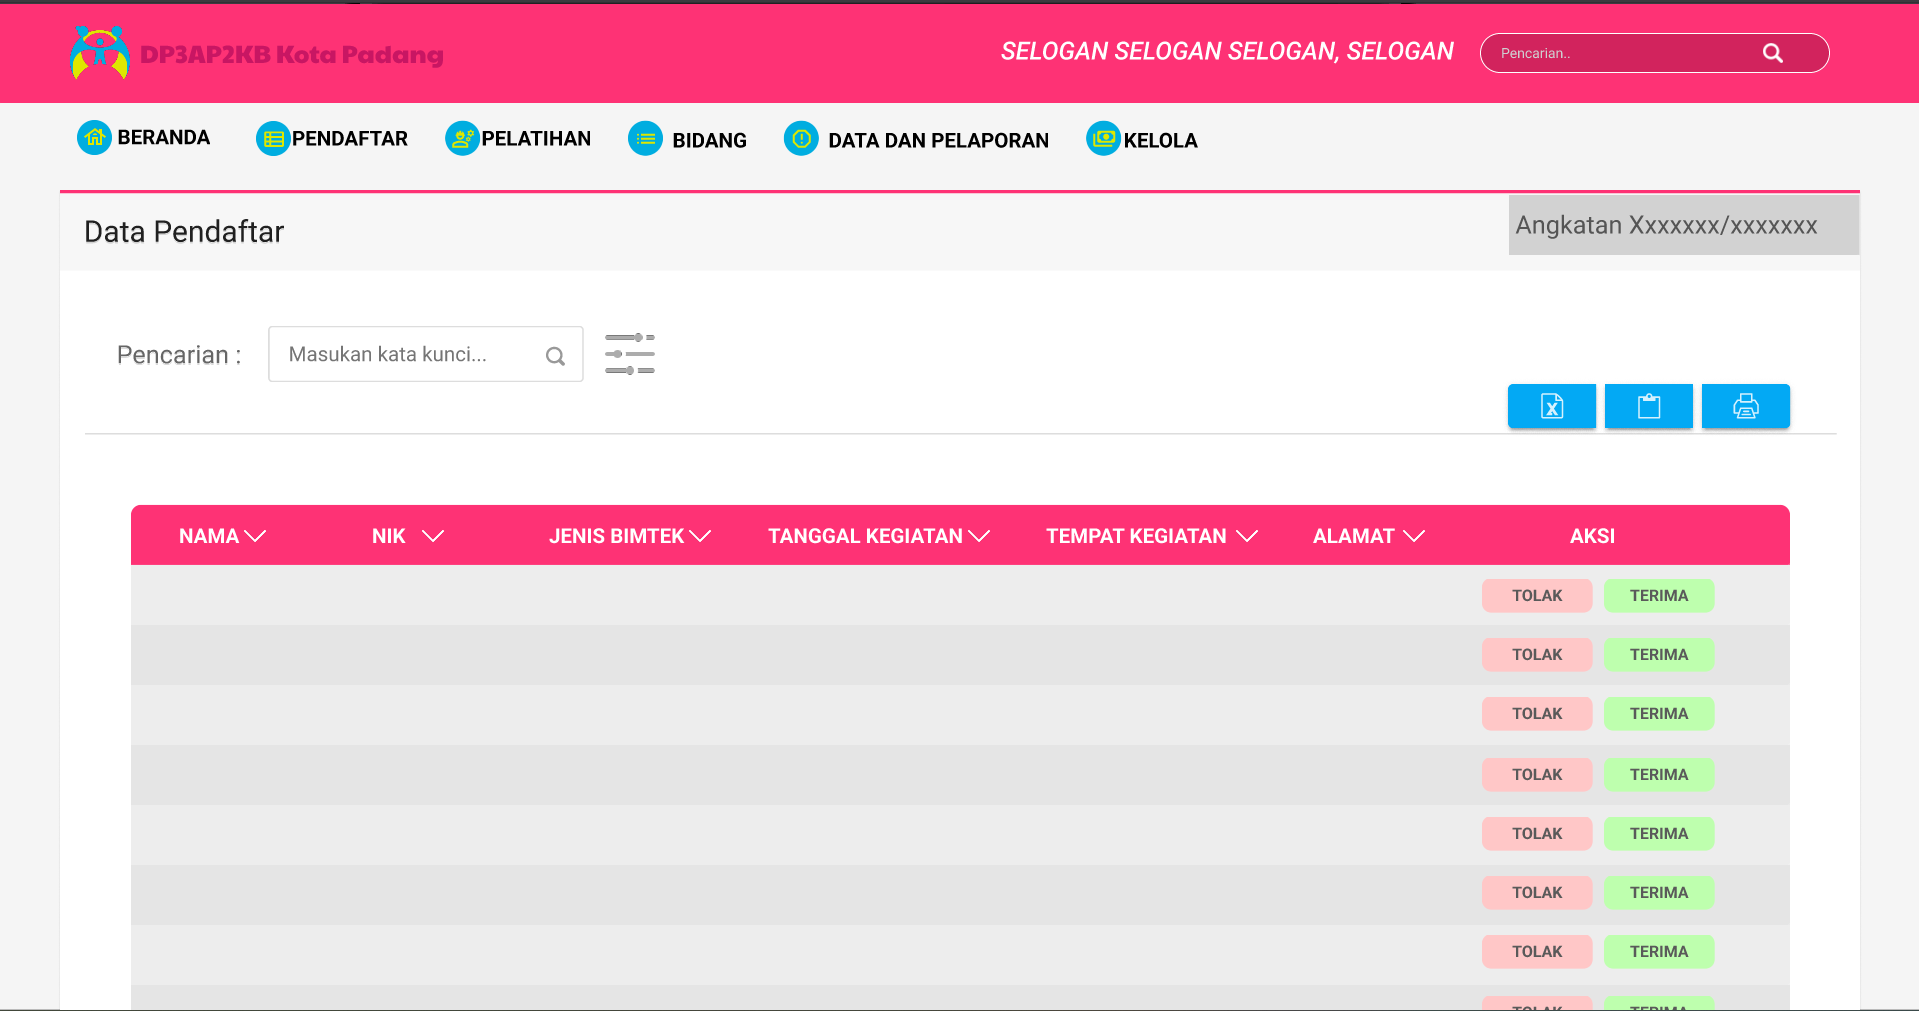 DP3AP2KB Kota Padang
SELOGAN SELOGAN SELOGAN, SELOGAN
Pencarian..
BERANDA PENDAFTAR PELATIHAN BIDANG DATA DAN PELAPORAN KELOLA
Data Pendaftar
Angkatan Xxxxxxx/xxxxxxx
Pencarian :
Masukan kata kunci...
NAMA NIK JENIS BIMTEK TANGGAL KEGIATAN TEMPAT KEGIATAN ALAMAT AKSI
TOLAK TERIMA
TOLAK TERIMA
TOLAK TERIMA
TOLAK TERIMA
TOLAK TERIMA
TOLAK TERIMA
TOLAK TERIMA
TOLAK TERIMA